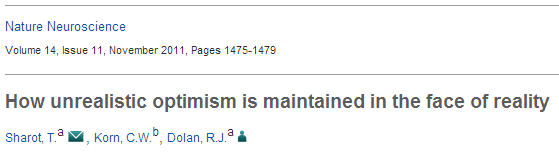 Nature Neuroscience
Volume 14, Issue 11, November 2011, Pages 1475-1479
How unrealistic optimism is maintained in the face of reality
Sharot, T.a , Korn, C.W.b, Dolan, R.J.a